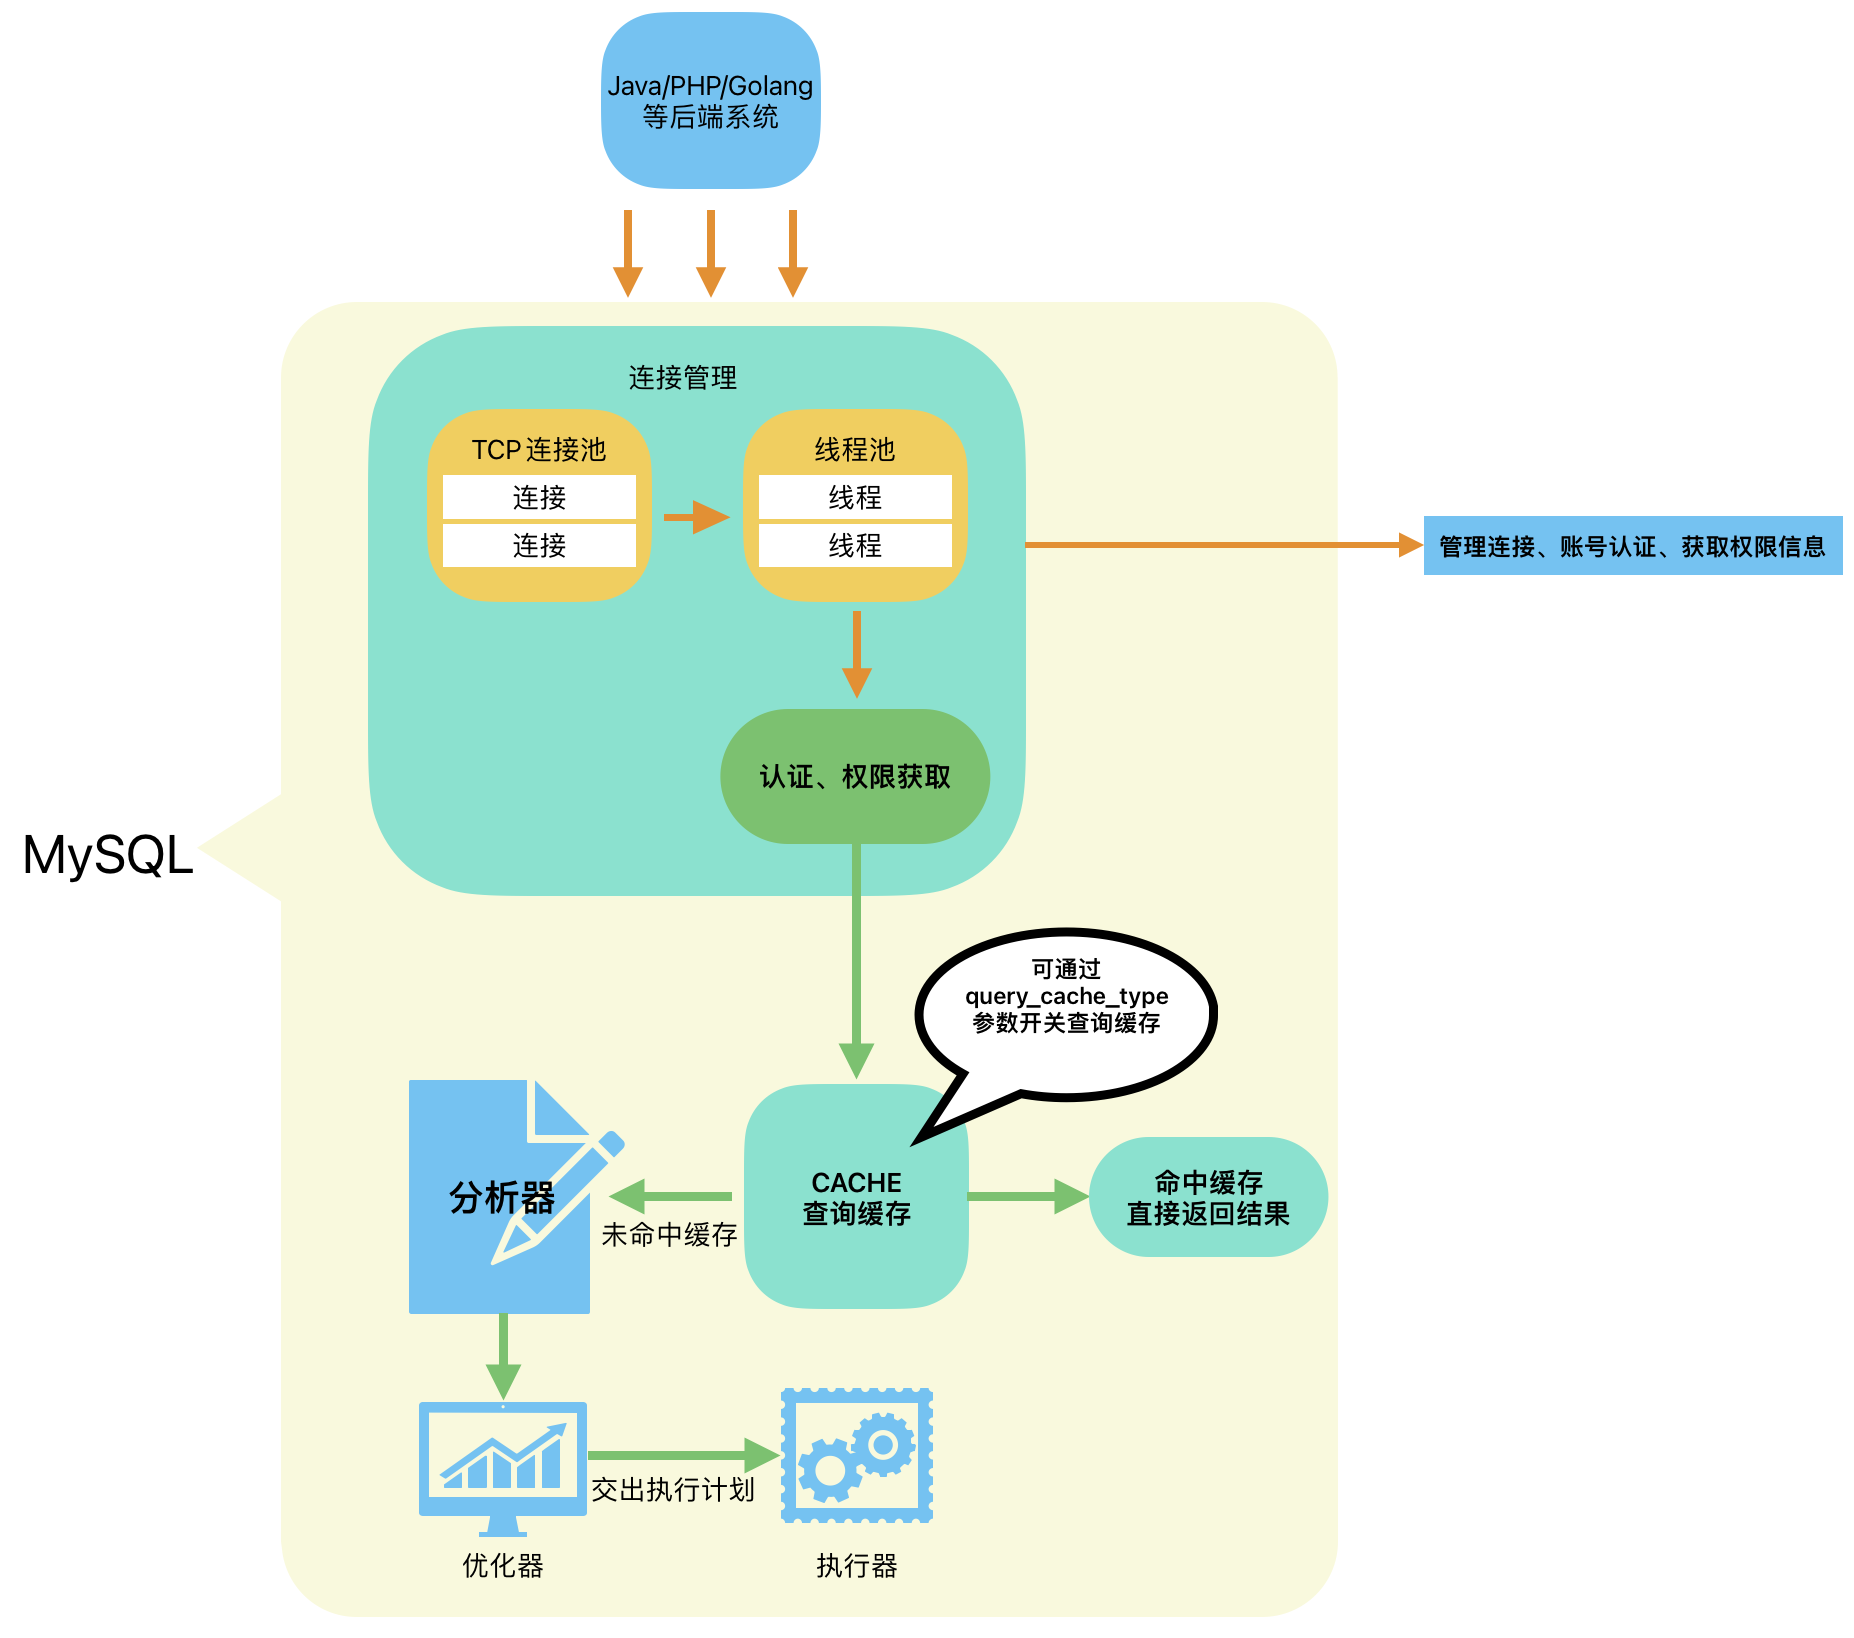 Java/PHP/Golang
等后端系统
连接管理
TCP 连接池
连接
连接
线程池
线程
线程
管理连接、账号认证、获取权限信息
认证、权限获取
MySQL
可通过
query_cache_type
参数开关查询缓存
分析器
未命中缓存
CACHE
查询缓存
命中缓存
直接返回结果
交出执行计划
优化器
执行器